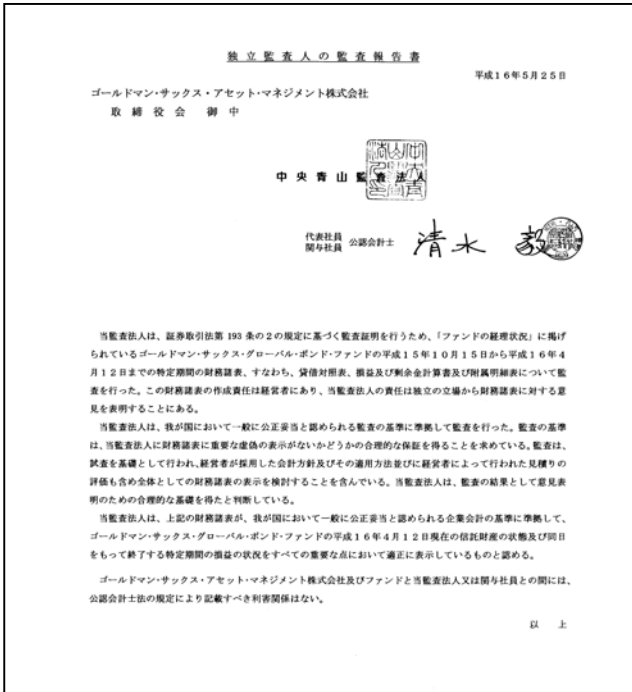 独立監査人の監査報告書
平成16年5月25日
ゴールドマン・サックス・アセット・マネジメント株式会社
取締役会 御中
中央青山監査法人
代表社員
関与社員 公認会計士 清水 毅
当監査法人は、証券取引法第193条の2の規定に基づく監査証明を行うため、「ファンドの経理状況」に掲げ
られているゴールドマン・サックス・グローバル・ボンド・ファンドの平成15年10月15日から平成16年4
月12日までの特定期間の財務諸表、すなわち、貸借対照表、損益及び剰余金計算書及び附属明細表について監
査を行った。この財務諸表の作成責任は経営者にあり、当監査法人の責任は独立の立場から財務諸表に対する意
見を表明することにある。
当監査法人は、我が国において一般に公正妥当と認められる監査の基準に準拠して監査を行った。監査の基準
は、当監査法人に財務諸表に重要な虚偽の表示がないかどうかの合理的な保証を得ることを求めている。監査は、
試査を基礎として行われ、経営者が採用した会計方針及びその適用方法並びに経営者によって行われた見積りの
評価も含め全体としての財務諸表の表示を検討することを含んでいる。当監査法人は、監査の結果として意見表
明のための合理的な基礎を得たと判断している。
当監査法人は、上記の財務諸表が、我が国において一般に公正妥当と認められる企業会計の基準に準拠して、
ゴールドマン・サックス・グローバル・ボンド・ファンドの平成16年4月12日現在の信託財産の状態及び同日
をもって終了する特定期間の損益の状況をすべての重要な点において適正に表示しているものと認める。
ゴールドマン・サックス・アセット・マネジメント株式会社及びファンドと当監査法人又は関与社員との間には、
公認会計士法の規定により記載すべき利害関係はない。
以 上